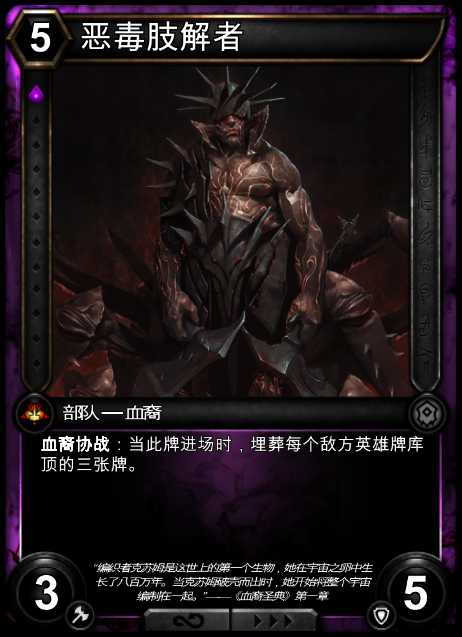 5
恶毒肢解者
部队 — 血裔
血裔协战：当此牌进场时，埋葬每个敌方英雄牌库
顶的三张牌。
"编织者克苏姆是这世上的第一个生物，她在宇宙之卵中生
长了八百万年。当克苏姆破壳而出时，她开始将整个宇宙
编制在一起。"——《血裔圣典》第一章
3
5